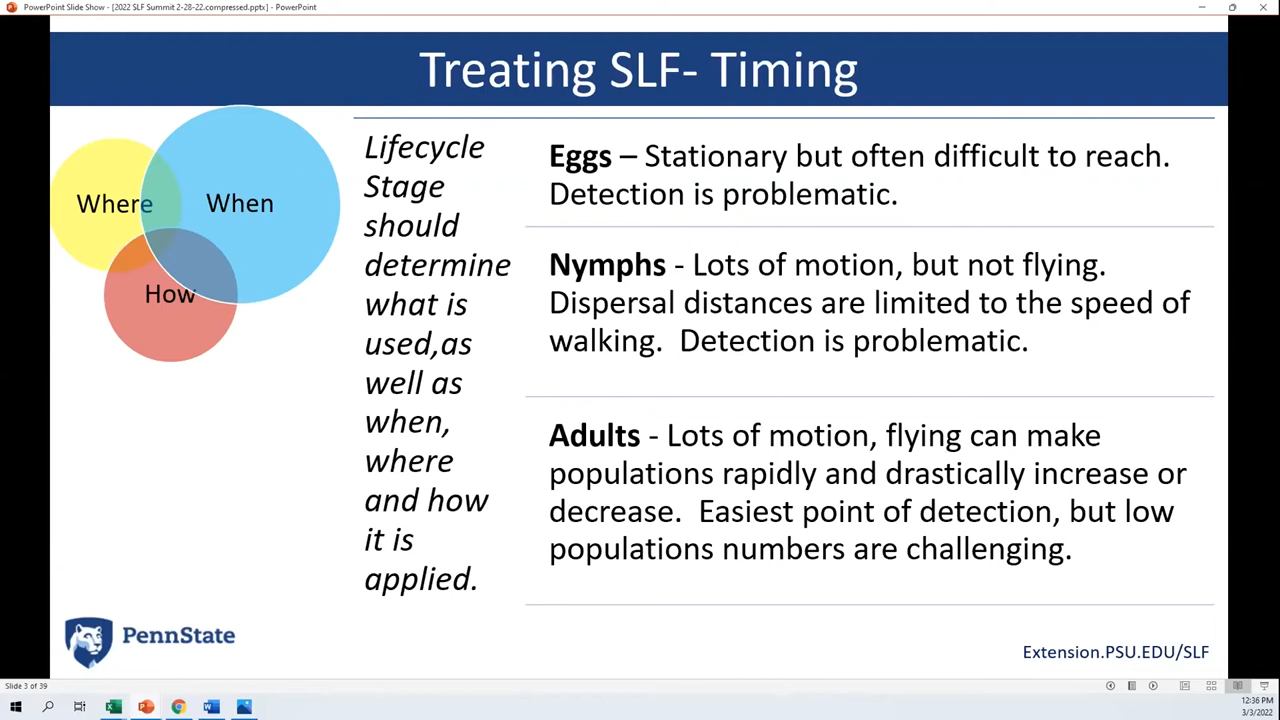 PowerPoint Slide Show - [2022 SLF Summit 2-28-22.compressed.pptx] - PowerPoint
Treating SLF- Timing
Where
When
How
Lifecycle
Stage
should
determine
what is
used,as
well as
when,
where
and how
it is
applied.
Eggs – Stationary but often difficult to reach.
Detection is problematic.
Nymphs - Lots of motion, but not flying.
Dispersal distances are limited to the speed of
walking.  Detection is problematic.
Adults - Lots of motion, flying can make
populations rapidly and drastically increase or
decrease.  Easiest point of detection, but low
populations numbers are challenging.
PennState
Extension.PSU.EDU/SLF
Slide 3 of 39
12:36 PM
3/3/2022